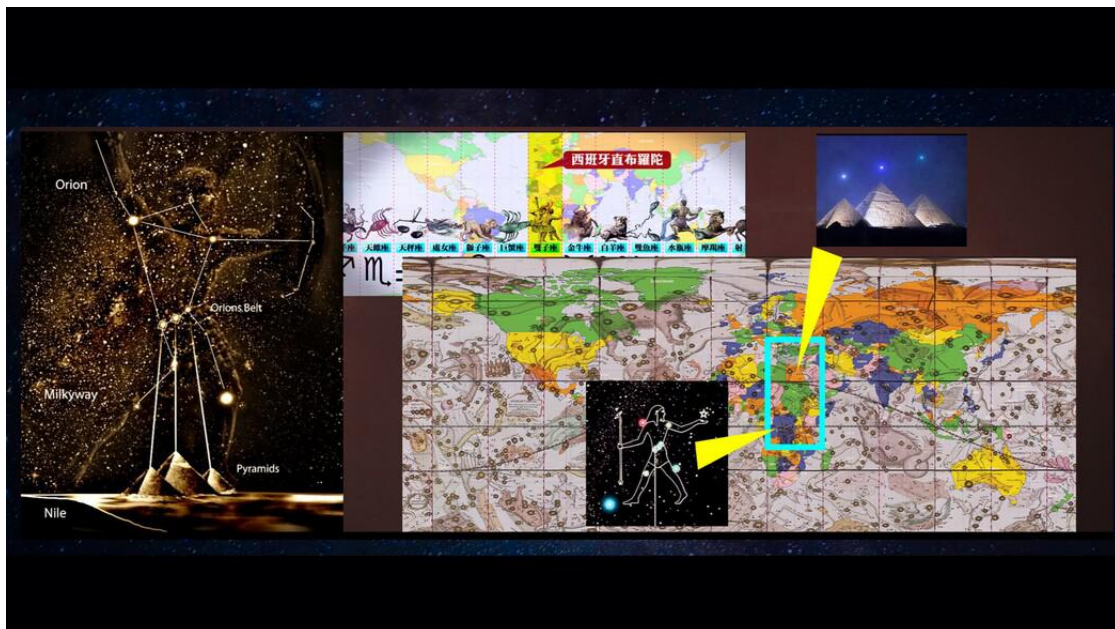 Orion
Orions Belt
Milkyway
Pyramids
Nile
西班牙直布羅陀
天蠍座
天秤座
處女座
獅子座
巨蟹座
雙子座
金牛座
白羊座
雙魚座
水瓶座
摩羯座
射